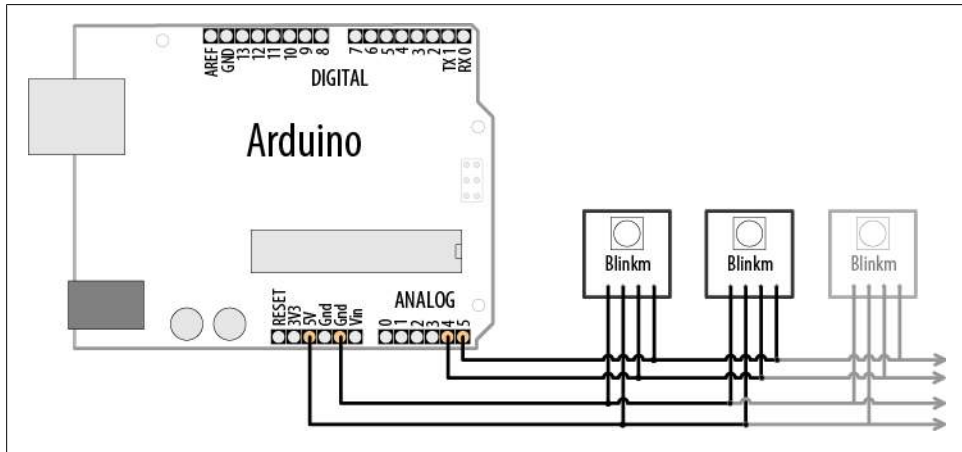 AREF GND 13 12 11 10 9 8 7 6 5 4 3 2 TX 1 RX 0
DIGITAL
Arduino
Blinkm Blinkm Blinkm
ANALOG
RESET 3V3 5V Gnd Gnd Vin 0 1 2 3 4 5